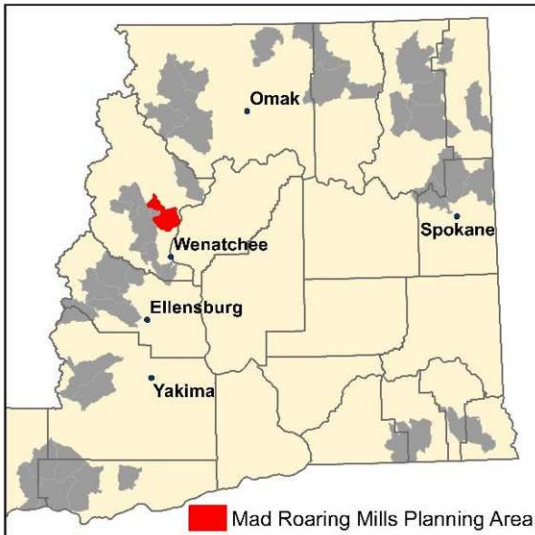 Omak
Spokane
Wenatchee
Ellensburg
Yakima
Mad Roaring Mills Planning Area